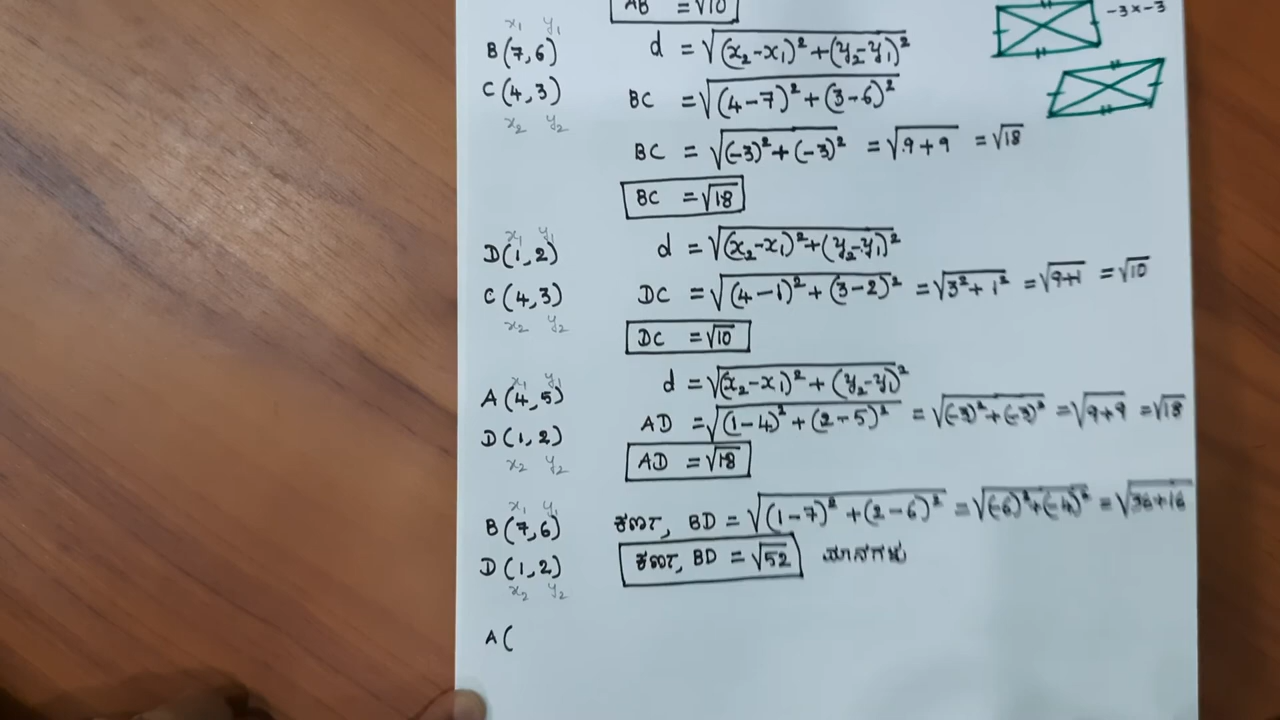 AB = √10
-3 x -3
x₁ y₁
B(7,6) d = √(x₂-x₁)²+(y₂-y₁)²
C(4,3) BC = √(4-7)²+(3-6)²
x₂ y₂
BC = √(-3)²+(-3)² = √9+9 = √18
BC = √18
x₁ y₁
D(1,2) d = √(x₂-x₁)²+(y₂-y₁)²
C(4,3) DC = √(4-1)²+(3-2)² = √3²+1² = √9+1 = √10
x₂ y₂
DC = √10
x₁ y₁
d = √(x₂-x₁)²+(y₂-y₁)²
A(4,5)
D(1,2) AD = √(1-4)²+(2-5)² = √(-3)²+(-3)² = √9+9 = √18
x₂ y₂
AD = √18
x₁ y₁
B(7,6) ಕರ್ಣ, BD = √(1-7)²+(2-6)² = √(-6)²+(-4)² = √36+16
D(1,2) ಕರ್ಣ, BD = √52 ಮಾನಗಳು
x₂ y₂
A(